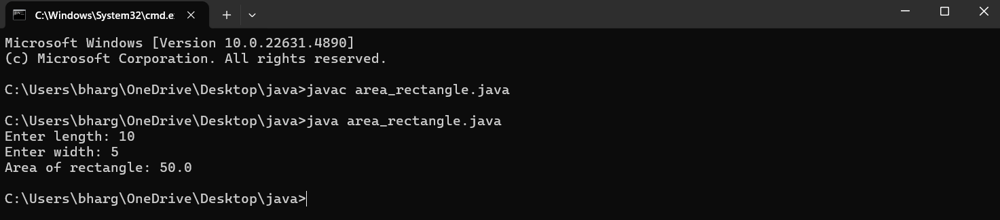 C:\Windows\System32\cmd.e
Microsoft Windows [Version 10.0.22631.4890]
(c) Microsoft Corporation. All rights reserved.
C:\Users\bharg\OneDrive\Desktop\java>javac area_rectangle.java
C:\Users\bharg\OneDrive\Desktop\java>java area_rectangle.java
Enter length: 10
Enter width: 5
Area of rectangle: 50.0
C:\Users\bharg\OneDrive\Desktop\java>